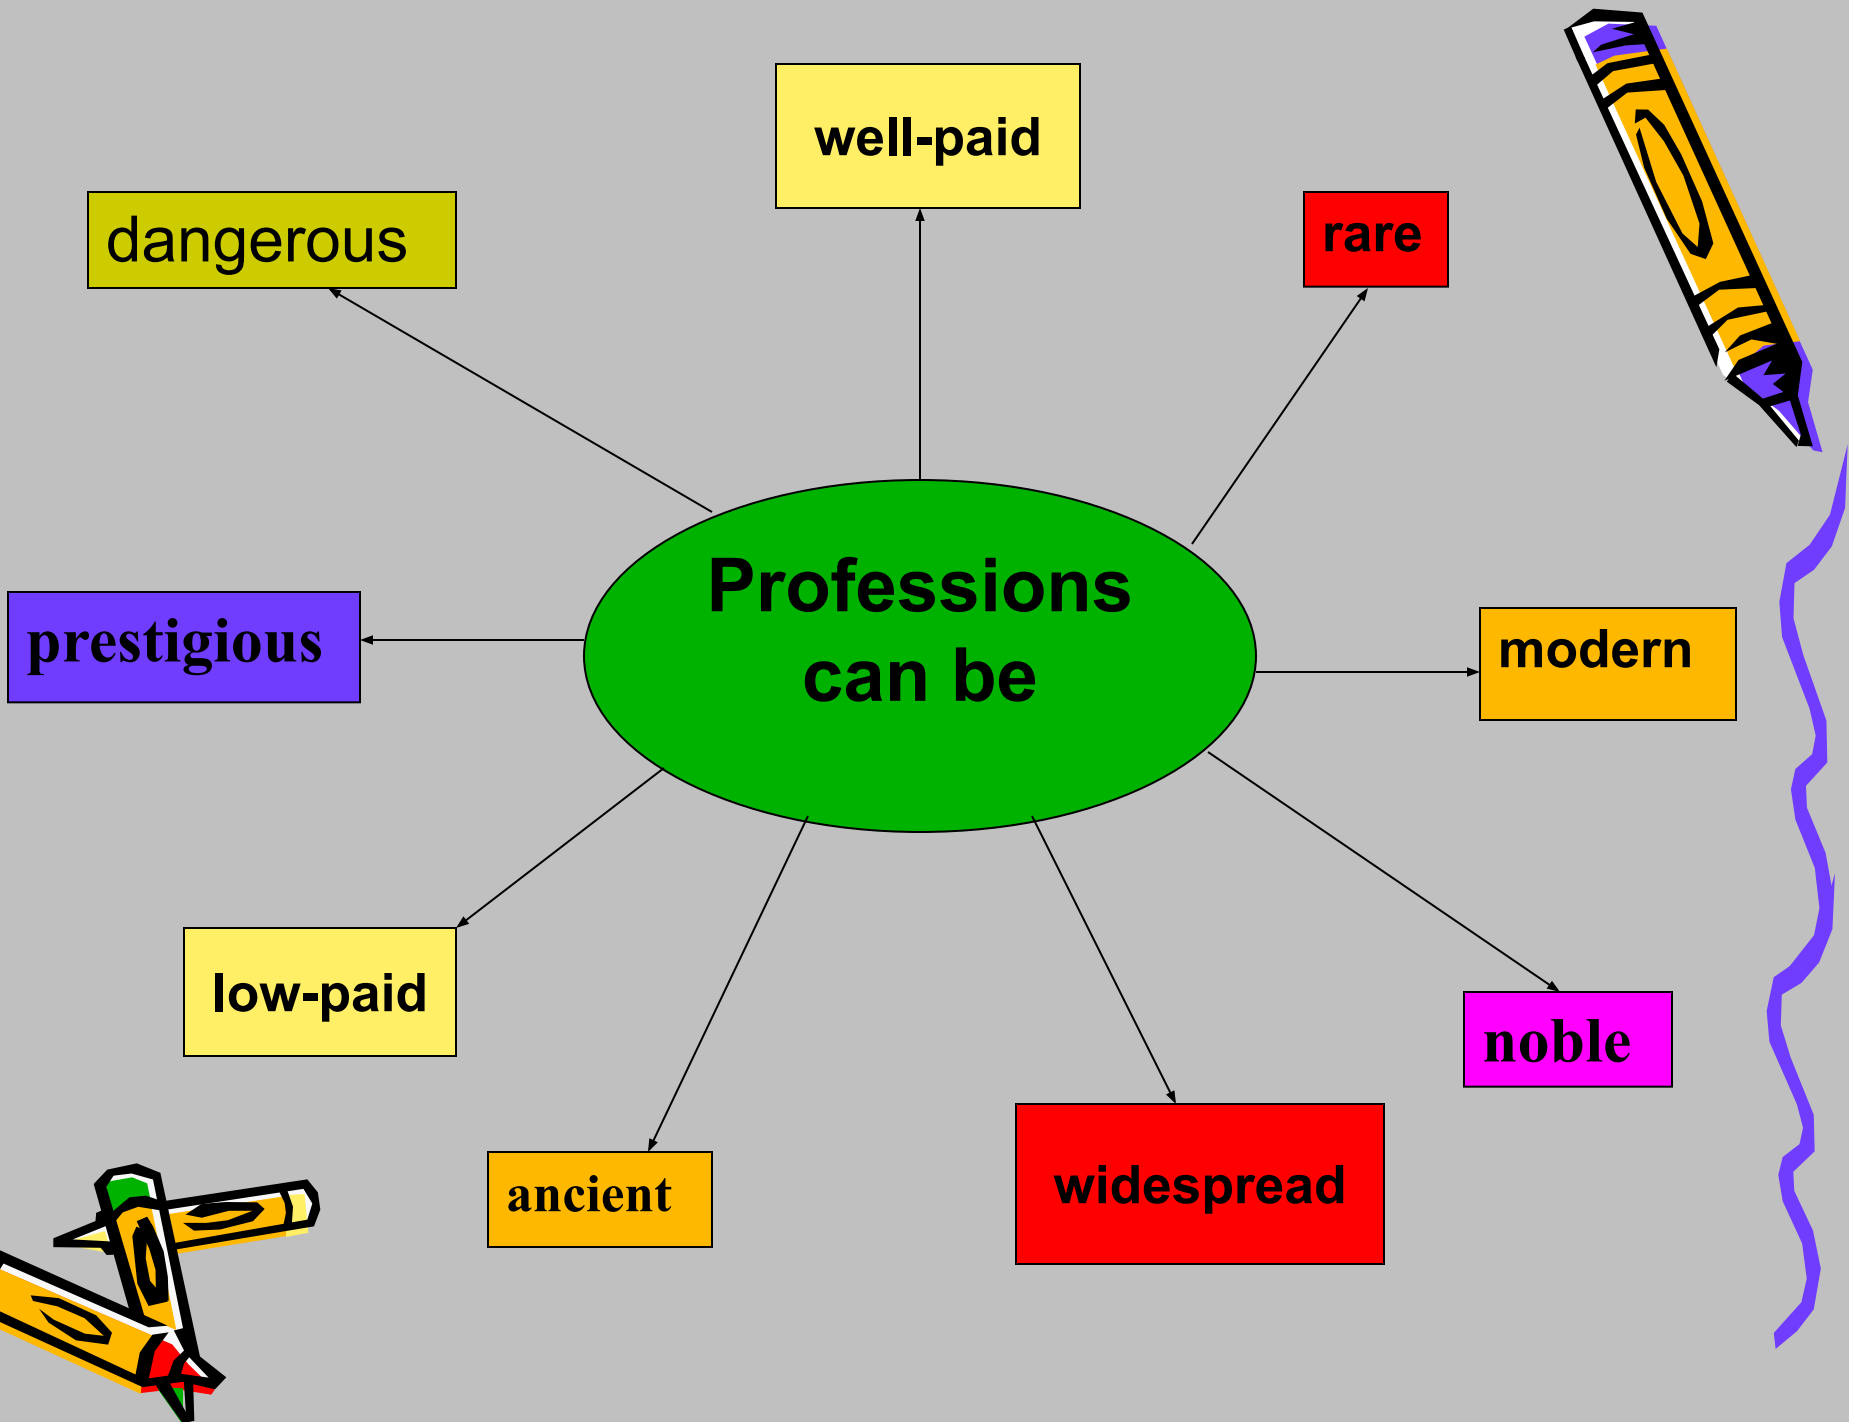 well-paid
dangerous
rare
Professions
can be
prestigious
modern
low-paid
noble
ancient
widespread